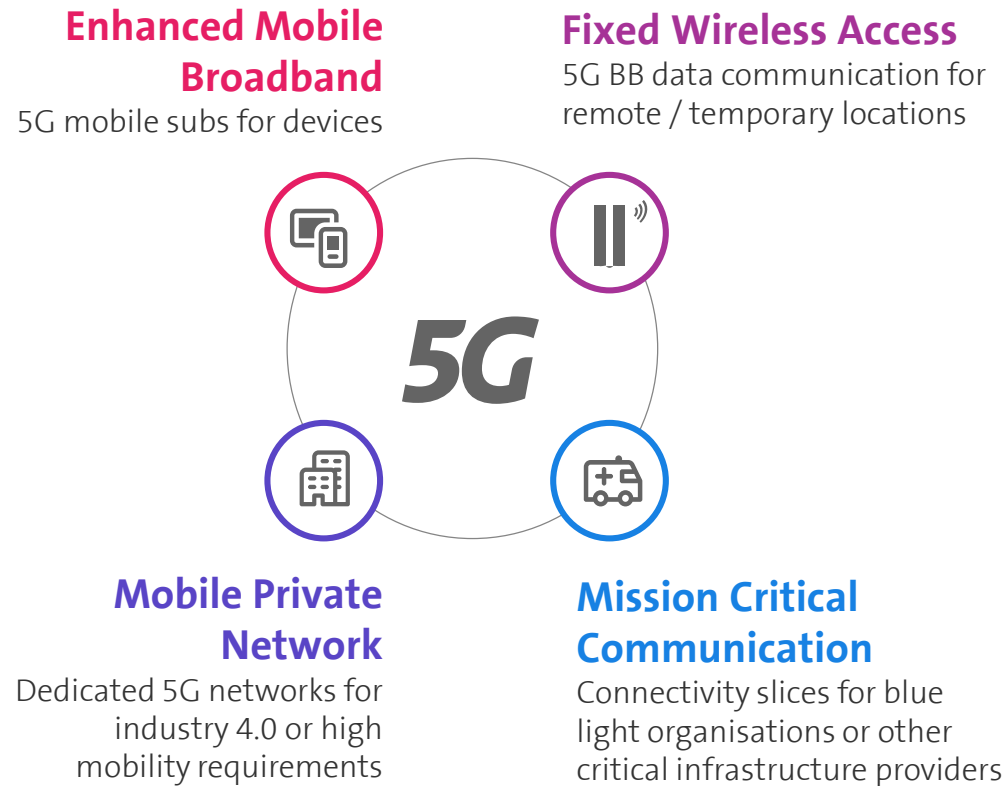 Enhanced Mobile
Broadband
5G mobile subs for devices
Fixed Wireless Access
5G BB data communication for
remote / temporary locations
5G
Mobile Private
Network
Dedicated 5G networks for
industry 4.0 or high
mobility requirements
Mission Critical
Communication
Connectivity slices for blue
light organisations or other
critical infrastructure providers